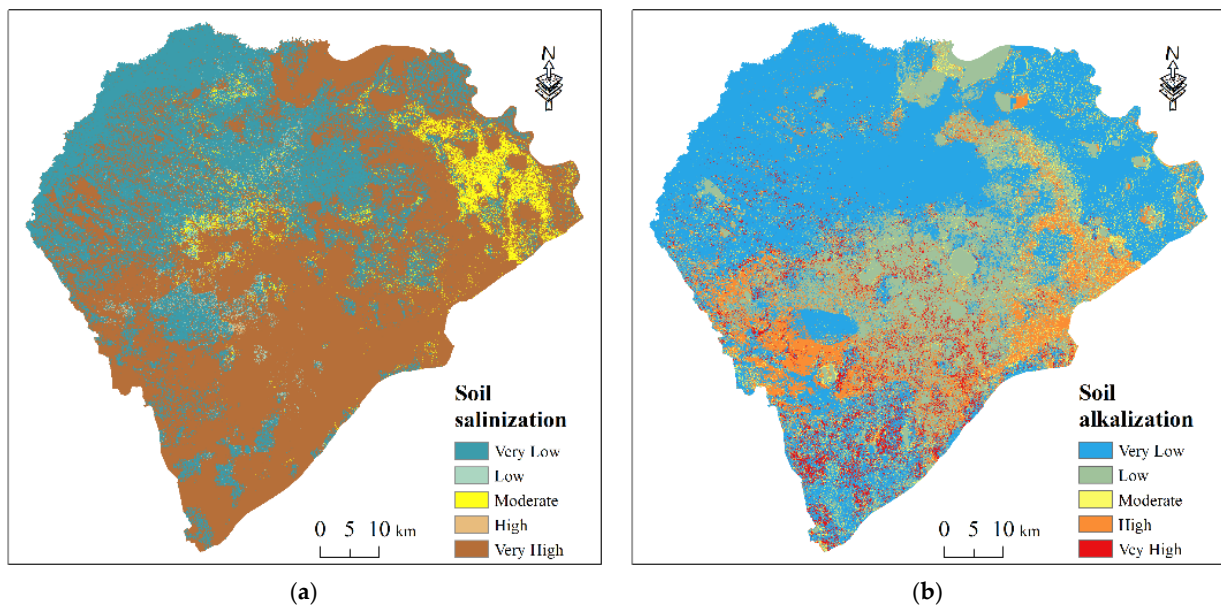 N
Soil
salinization
Very Low
Low
Moderate
High
Very High
0 5 10 km
(a)
N
Soil
alkalization
Very Low
Low
Moderate
High
Vcy High
0 5 10 km
(b)